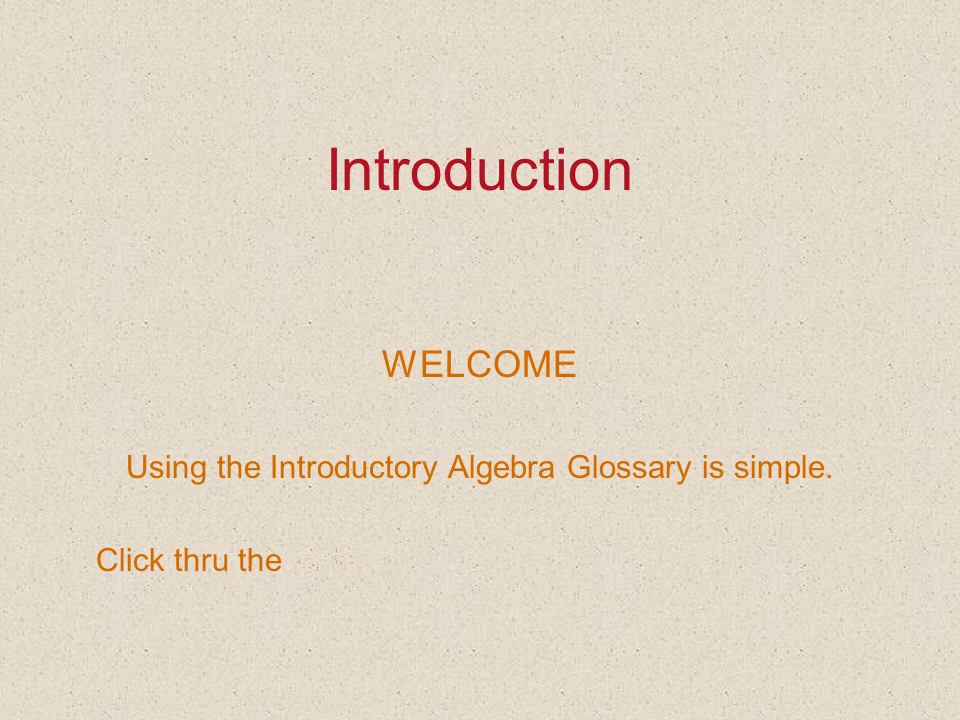 Introduction
WELCOME
Using the Introductory Algebra Glossary is simple.
Click thru the